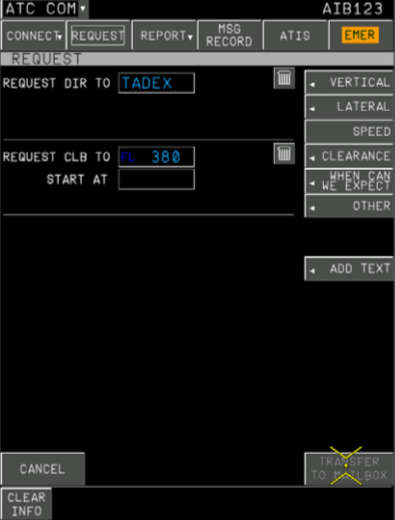 ATC COM
AIB123
CONNECT
REQUEST
REPORT
MSG
RECORD
ATIS
EMER
REQUEST
REQUEST DIR TO TADEX
VERTICAL
LATERAL
SPEED
REQUEST CLB TO FL 380
CLEARANCE
START AT
WHEN CAN
WE EXPECT
OTHER
ADD TEXT
CANCEL
TRANSFER
TO MAILBOX
CLEAR
INFO